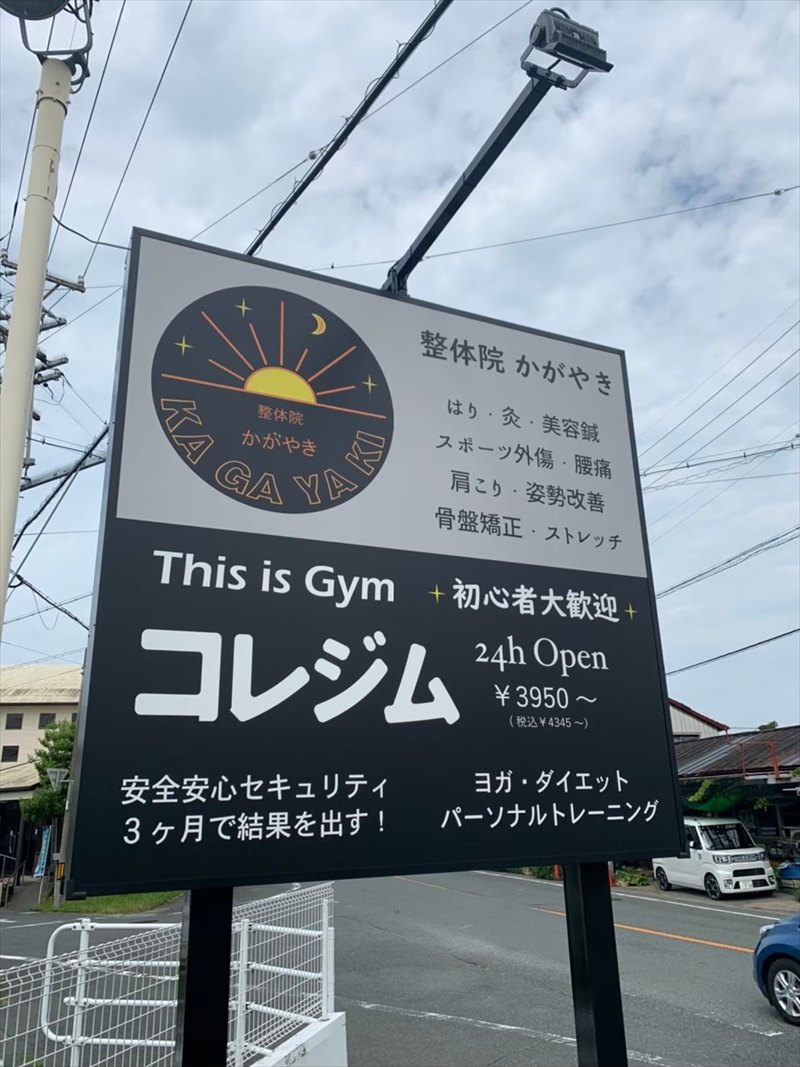 整体院
かがやき
KA GA YA KI
整体院 かがやき
はり・灸・美容鍼
スポーツ外傷・腰痛
肩こり・姿勢改善
骨盤矯正・ストレッチ
This is Gym
コレジム
初心者大歓迎
24h Open
¥3950～
(税込¥4345～)
安全安心セキュリティ
3ヶ月で結果を出す!
ヨガ・ダイエット
パーソナルトレーニング